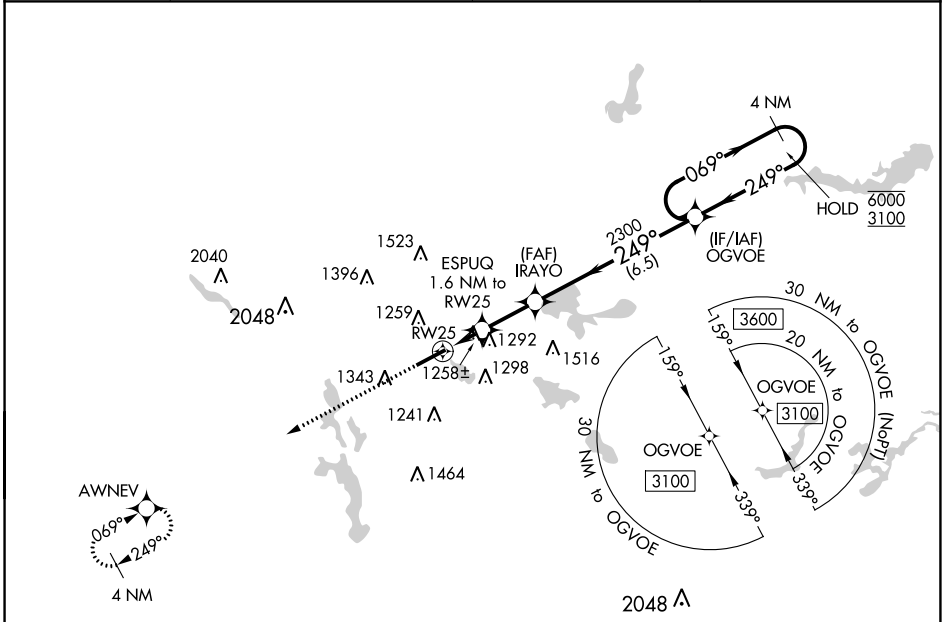 4 NM
069°
249°
HOLD
6000
3100
(IF/IAF)
OGVOE
2300
249°
(6.5)
(FAF)
IRAYO
ESPUQ
1.6 NM to
RW25
1523
1396
2040
2048
1259
RW25
1292
1258±
1298
1516
1343
1241
1464
30 NM to OGVOE (NoPT)
159°
3600
20 NM to OGVOE
159°
OGVOE
3100
339°
OGVOE
3100
339°
30 NM to OGVOE
AWNEV
069°
249°
4 NM
2048